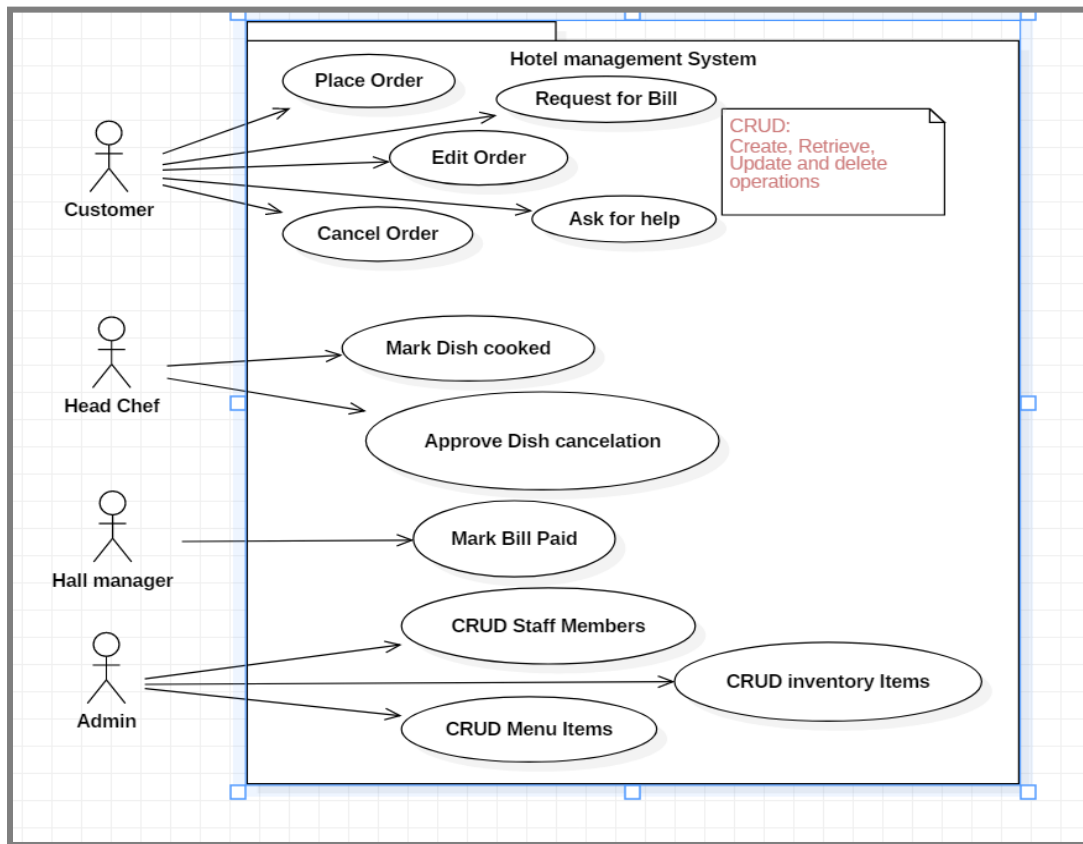 Hotel management System
Place Order
Request for Bill
CRUD:
Create, Retrieve,
Update and delete
operations
Edit Order
Customer
Ask for help
Cancel Order
Mark Dish cooked
Head Chef
Approve Dish cancelation
Mark Bill Paid
Hall manager
CRUD Staff Members
CRUD inventory Items
Admin
CRUD Menu Items